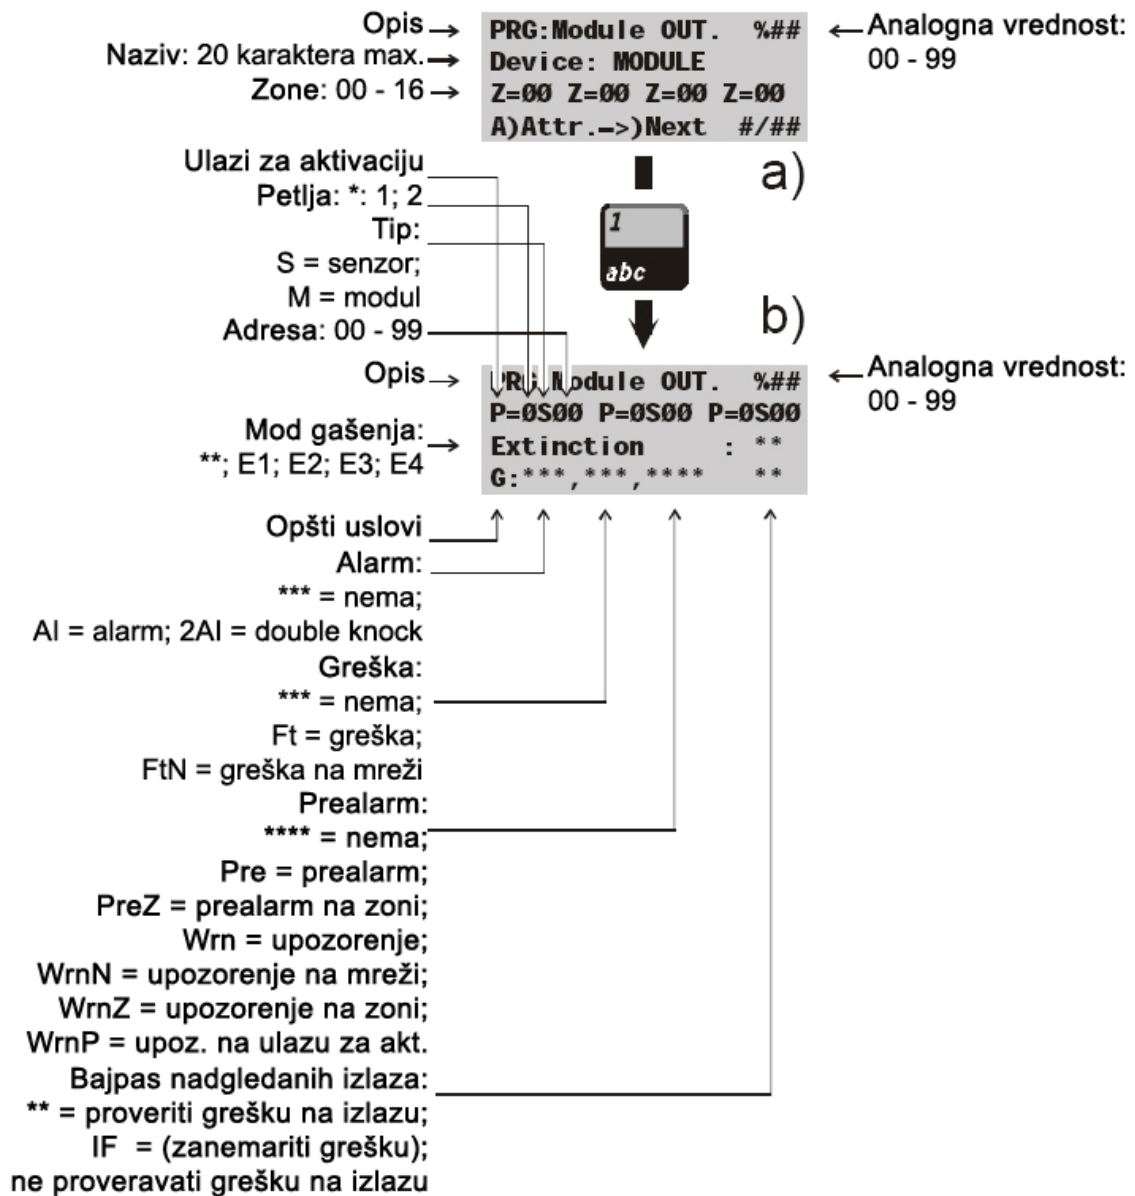 Opis
PRG:Module OUT. %##
Analogna vrednost:
Naziv: 20 karaktera max.
Device: MODULE
00 - 99
Zone: 00 - 16
Z=00 Z=00 Z=00 Z=00
A)Attr.->)Next #/##
a)
Ulazi za aktivaciju
Petlja: *: 1; 2
Tip:
S = senzor;
M = modul
Adresa: 00 - 99
1
abc
b)
Opis
PRG:Module OUT. %##
Analogna vrednost:
00 - 99
P=0S00 P=0S00 P=0S00
Mod gašenja:
Extinction : **
**; E1; E2; E3; E4
G:***,***,**** **
Opšti uslovi
Alarm:
*** = nema;
Al = alarm; 2Al = double knock
Greška:
*** = nema;
Ft = greška;
FtN = greška na mreži
Prealarm:
**** = nema;
Pre = prealarm;
PreZ = prealarm na zoni;
Wrn = upozorenje;
WrnN = upozorenje na mreži;
WrnZ = upozorenje na zoni;
WrnP = upoz. na ulazu za akt.
Bajpas nadgledanih izlaza:
** = proveriti grešku na izlazu;
IF = (zanemariti grešku);
ne proveravati grešku na izlazu